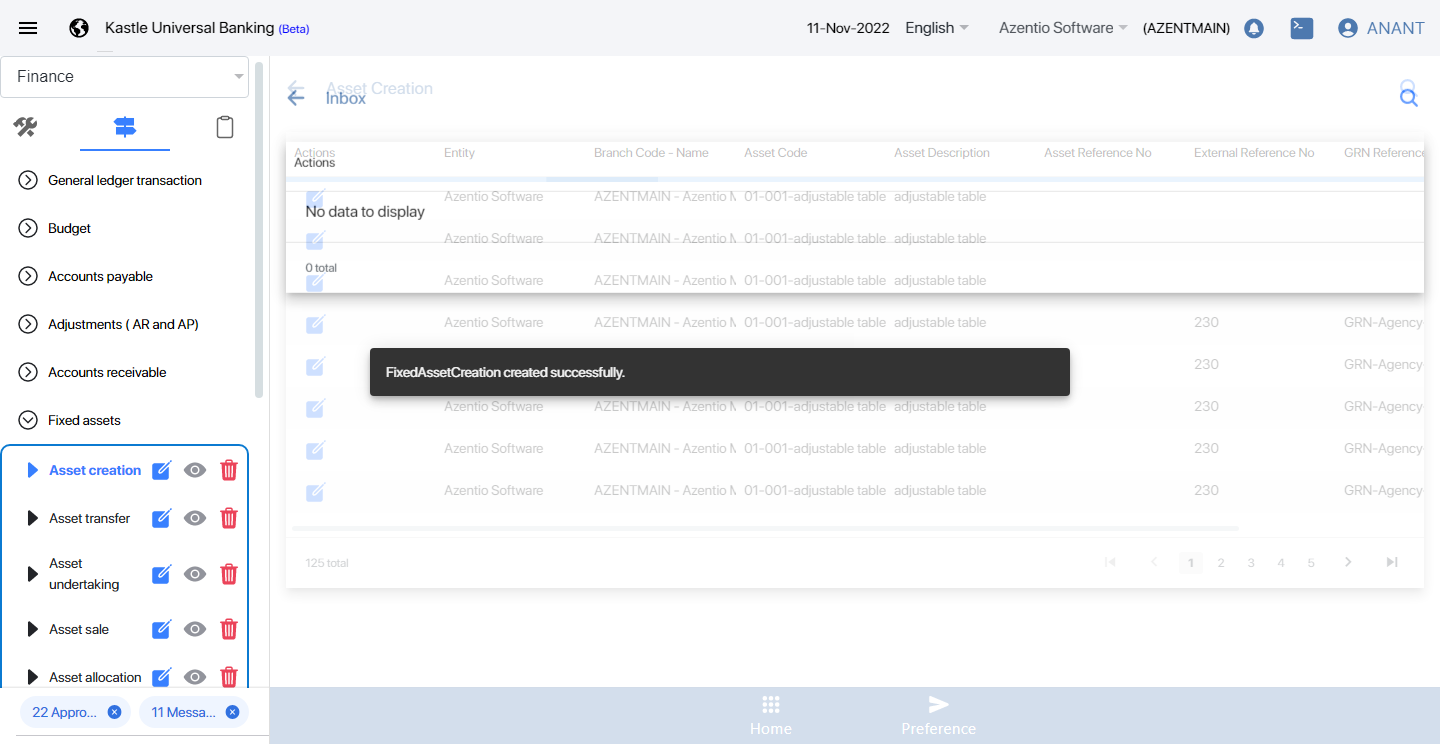 Kastle Universal Banking (Beta)
11-Nov-2022 English Azentio Software (AZENTMAIN) ANANT
Finance
General ledger transaction
Budget
Accounts payable
Adjustments ( AR and AP)
Accounts receivable
Fixed assets
Asset creation
Asset transfer
Asset
undertaking
Asset sale
Asset allocation
22 Appro...
11 Messa...
Asset Creation
Inbox
Actions Entity Branch Code - Name Asset Code Asset Description Asset Reference No External Reference No GRN Reference
Actions
Azentio Software AZENTMAIN - Azentio M 01-001-adjustable table adjustable table
No data to display
Azentio Software AZENTMAIN - Azentio M 01-001-adjustable table adjustable table
0 total
Azentio Software AZENTMAIN - Azentio M 01-001-adjustable table adjustable table
Azentio Software AZENTMAIN - Azentio M 01-001-adjustable table adjustable table 230 GRN-Agency-
230 GRN-Agency-
FixedAssetCreation created successfully.
Azentio Software AZENTMAIN - Azentio M 01-001-adjustable table adjustable table 230 GRN-Agency-
Azentio Software AZENTMAIN - Azentio M 01-001-adjustable table adjustable table 230 GRN-Agency-
Azentio Software AZENTMAIN - Azentio M 01-001-adjustable table adjustable table 230 GRN-Agency-
125 total
1 2 3 4 5
Home
Preference